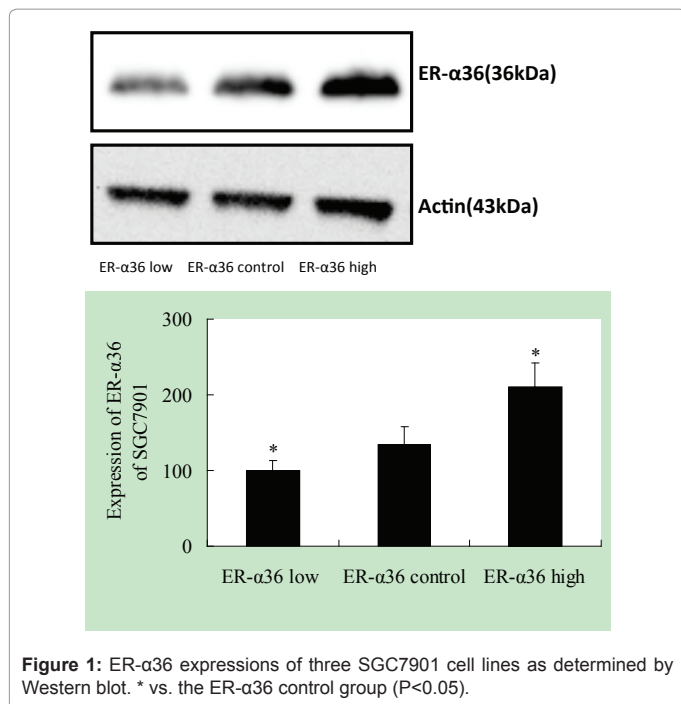 ER-α36(36kDa)
Actin(43kDa)
ER-α36 low ER-α36 control ER-α36 high
300
200
100
0
Expression of ER-α36
of SGC7901
*
*
ER-α36 low ER-α36 control ER-α36 high
Figure 1: ER-α36 expressions of three SGC7901 cell lines as determined by
Western blot. * vs. the ER-α36 control group (P<0.05).